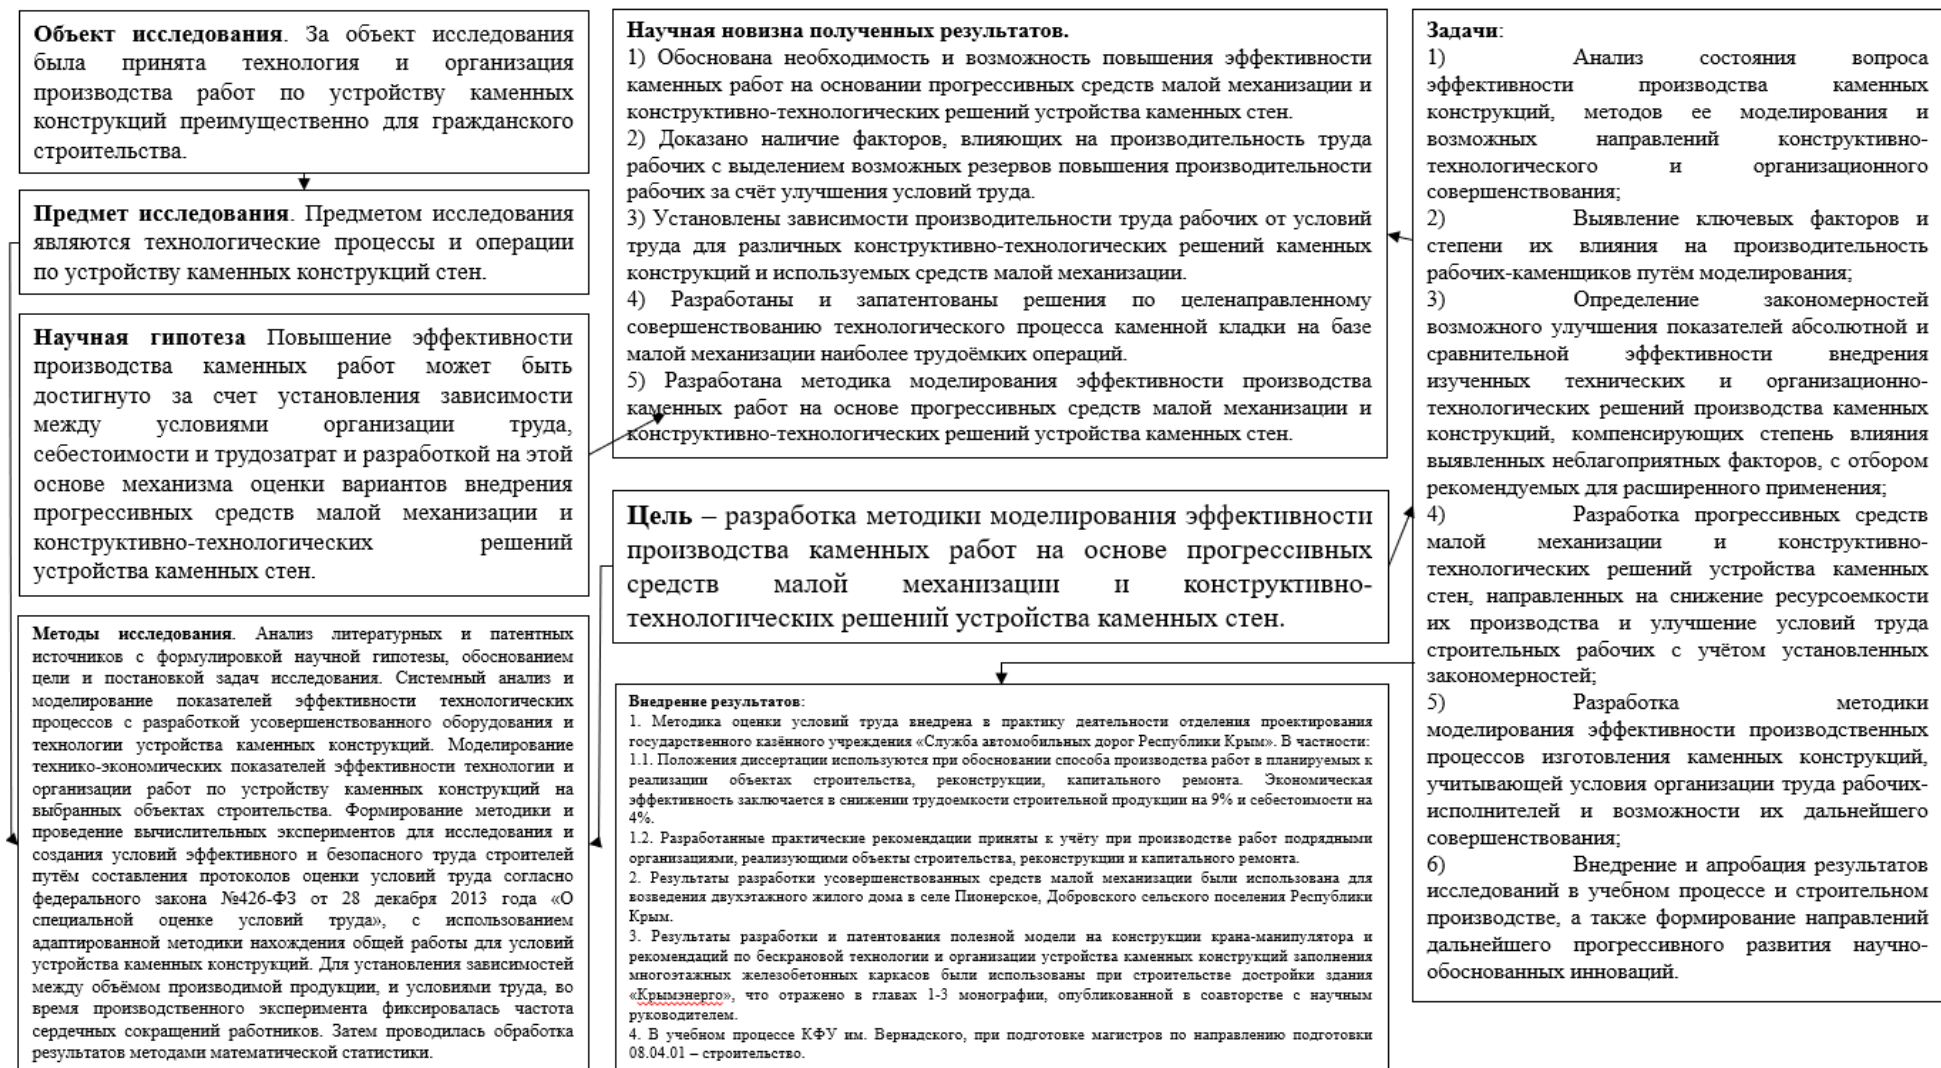 Объект исследования. За объект исследования
была принята технология и организация
производства работ по устройству каменных
конструкций преимущественно для гражданского
строительства.
Предмет исследования. Предметом исследования
являются технологические процессы и операции
по устройству каменных конструкций стен.
Научная гипотеза Повышение эффективности
производства каменных работ может быть
достигнуто за счет установления зависимости
между условиями организации труда,
себестоимости и трудозатрат и разработкой на этой
основе механизма оценки вариантов внедрения
прогрессивных средств малой механизации и
конструктивно-технологических решений
устройства каменных стен.
Методы исследования. Анализ литературных и патентных
источников с формулировкой научной гипотезы, обоснованием
цели и постановкой задач исследования. Системный анализ и
моделирование показателей эффективности технологических
процессов с разработкой усовершенствованного оборудования и
технологии устройства каменных конструкций. Моделирование
технико-экономических показателей эффективности технологии и
организации работ по устройству каменных конструкций на
выбранных объектах строительства. Формирование методики и
проведение вычислительных экспериментов для исследования и
создания условий эффективного и безопасного труда строителей
путём составления протоколов оценки условий труда согласно
федерального закона №426-ФЗ от 28 декабря 2013 года «О
специальной оценке условий труда», с использованием
адаптированной методики нахождения общей работы для условий
устройства каменных конструкций. Для установления зависимостей
между объёмом производимой продукции, и условиями труда, во
время производственного эксперимента фиксировалась частота
сердечных сокращений работников. Затем проводилась обработка
результатов методами математической статистики.
Научная новизна полученных результатов.
1) Обоснована необходимость и возможность повышения эффективности
каменных работ на основании прогрессивных средств малой механизации и
конструктивно-технологических решений устройства каменных стен.
2) Доказано наличие факторов, влияющих на производительность труда
рабочих с выделением возможных резервов повышения производительности
рабочих за счёт улучшения условий труда.
3) Установлены зависимости производительности труда рабочих от условий
труда для различных конструктивно-технологических решений каменных
конструкций и используемых средств малой механизации.
4) Разработаны и запатентованы решения по целенаправленному
совершенствованию технологического процесса каменной кладки на базе
малой механизации наиболее трудоёмких операций.
5) Разработана методика моделирования эффективности производства
каменных работ на основе прогрессивных средств малой механизации и
конструктивно-технологических решений устройства каменных стен.
Цель – разработка методики моделирования эффективности
производства каменных работ на основе прогрессивных
средств малой механизации и конструктивно-
технологических решений устройства каменных стен.
Внедрение результатов:
1. Методика оценки условий труда внедрена в практику деятельности отделения проектирования
государственного казённого учреждения «Служба автомобильных дорог Республики Крым». В частности:
1.1. Положения диссертации используются при обосновании способа производства работ в планируемых к
реализации объектах строительства, реконструкции, капитального ремонта. Экономическая
эффективность заключается в снижении трудоемкости строительной продукции на 9% и себестоимости на
4%.
1.2. Разработанные практические рекомендации приняты к учёту при производстве работ подрядными
организациями, реализующими объекты строительства, реконструкции и капитального ремонта.
2. Результаты разработки усовершенствованных средств малой механизации были использована для
возведения двухэтажного жилого дома в селе Пионерское, Добровского сельского поселения Республики
Крым.
3. Результаты разработки и патентования полезной модели на конструкции крана-манипулятора и
рекомендаций по бескрановой технологии и организации устройства каменных конструкций заполнения
многоэтажных железобетонных каркасов были использованы при строительстве достройки здания
«Крымэнерго», что отражено в главах 1-3 монографии, опубликованной в соавторстве с научным
руководителем.
4. В учебном процессе КФУ им. Вернадского, при подготовке магистров по направлению подготовки
08.04.01 – строительство.
Задачи:
1) Анализ состояния вопроса
эффективности производства каменных
конструкций, методов ее моделирования и
возможных направлений конструктивно-
технологического и организационного
совершенствования;
2) Выявление ключевых факторов и
степени их влияния на производительность
рабочих-каменщиков путём моделирования;
3) Определение закономерностей
возможного улучшения показателей абсолютной и
сравнительной эффективности внедрения
изученных технических и организационно-
технологических решений производства каменных
конструкций, компенсирующих степень влияния
выявленных неблагоприятных факторов, с отбором
рекомендуемых для расширенного применения;
4) Разработка прогрессивных средств
малой механизации и конструктивно-
технологических решений устройства каменных
стен, направленных на снижение ресурсоемкости
их производства и улучшение условий труда
строительных рабочих с учётом установленных
закономерностей;
5) Разработка методики
моделирования эффективности производственных
процессов изготовления каменных конструкций,
учитывающей условия организации труда рабочих-
исполнителей и возможности их дальнейшего
совершенствования;
6) Внедрение и апробация результатов
исследований в учебном процессе и строительном
производстве, а также формирование направлений
дальнейшего прогрессивного развития научно-
обоснованных инноваций.